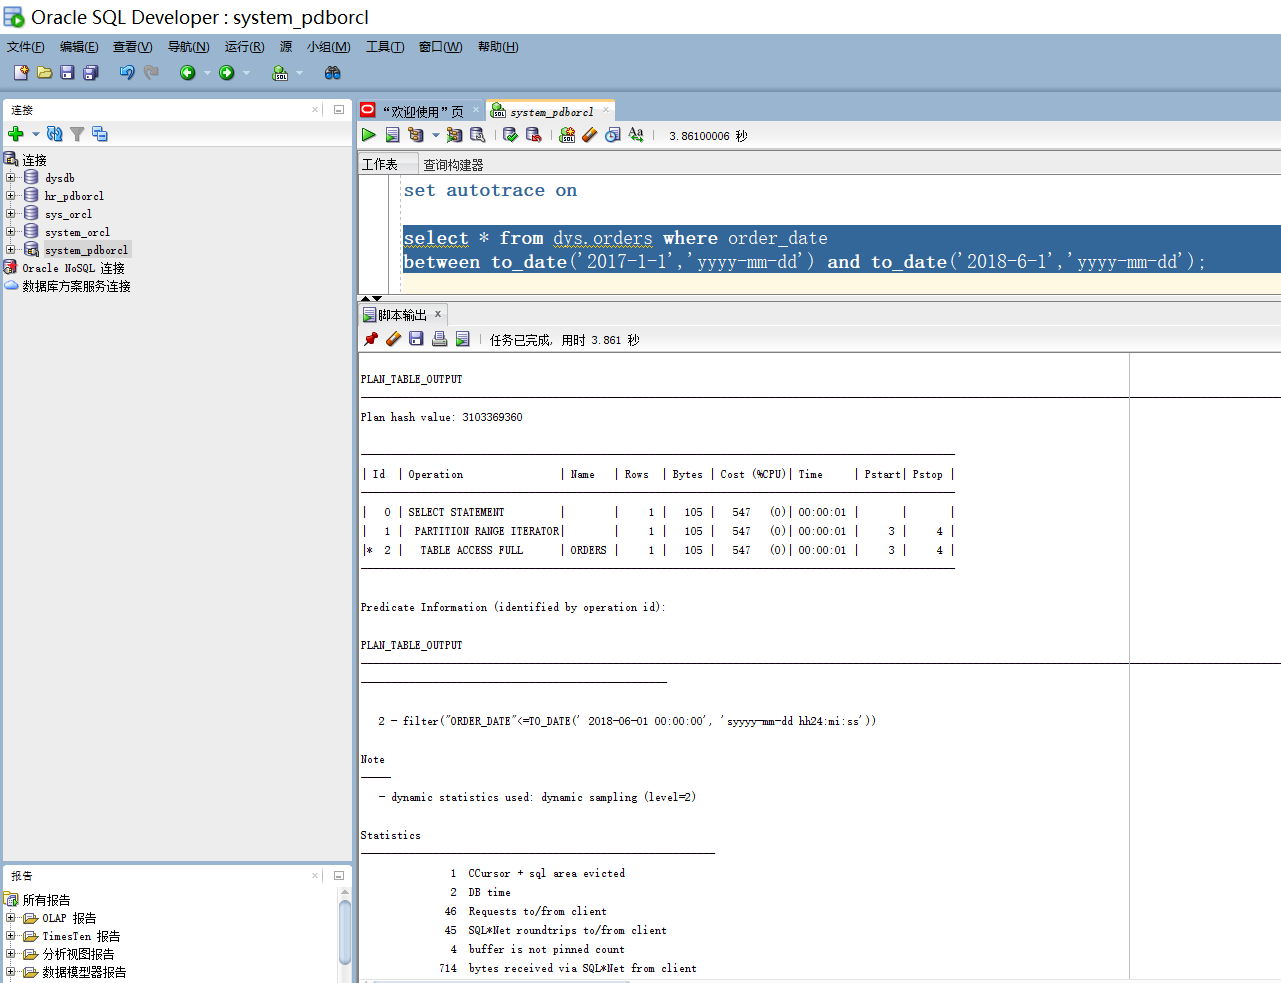 Oracle SQL Developer : system_pdborcl
文件(F) 编辑(E) 查看(V) 导航(N) 运行(R) 源 小组(M) 工具(T) 窗口(W) 帮助(H)
连接
连接
dysdb
hr_pdborcl
sys_orcl
system_orcl
system_pdborcl
Oracle NoSQL 连接
数据库方案服务连接
报告
所有报告
OLAP 报告
TimesTen 报告
分析视图报告
数据模型器报告
“欢迎使用”页 system_pdborcl
3.86100006 秒
工作表 查询构建器
set autotrace on
select * from dys.orders where order_date
between to_date('2017-1-1','yyyy-mm-dd') and to_date('2018-6-1','yyyy-mm-dd');
脚本输出
任务已完成, 用时 3.861 秒
PLAN_TABLE_OUTPUT
Plan hash value: 3103369360
| Id | Operation | Name | Rows | Bytes | Cost (%CPU)| Time | Pstart| Pstop |
| 0 | SELECT STATEMENT | | 1 | 105 | 547 (0)| 00:00:01 | | |
| 1 | PARTITION RANGE ITERATOR| | 1 | 105 | 547 (0)| 00:00:01 | 3 | 4 |
|* 2 | TABLE ACCESS FULL | ORDERS | 1 | 105 | 547 (0)| 00:00:01 | 3 | 4 |
Predicate Information (identified by operation id):
PLAN_TABLE_OUTPUT
2 - filter("ORDER_DATE"<=TO_DATE(' 2018-06-01 00:00:00', 'syyyy-mm-dd hh24:mi:ss'))
Note
-----
- dynamic statistics used: dynamic sampling (level=2)
Statistics
1 CCursor + sql area evicted
2 DB time
46 Requests to/from client
45 SQL*Net roundtrips to/from client
4 buffer is not pinned count
714 bytes received via SQL*Net from client